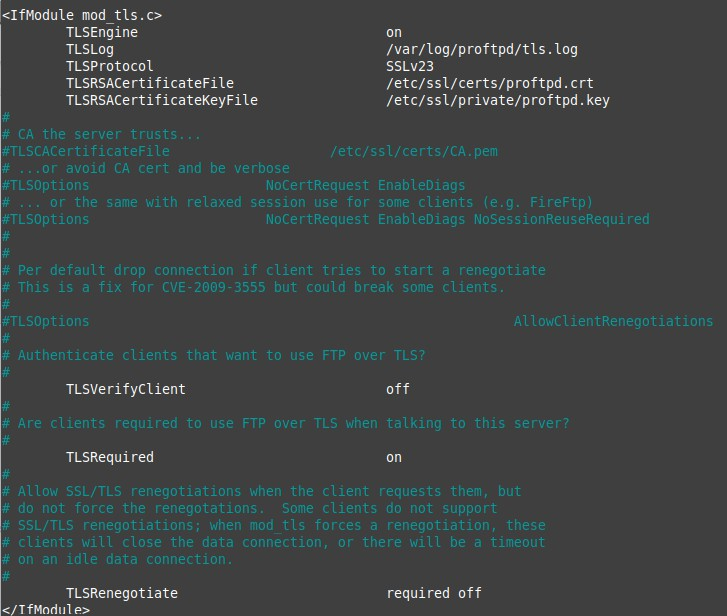 <IfModule mod_tls.c>
TLSEngine on
TLSLog /var/log/proftpd/tls.log
TLSProtocol SSLv23
TLSRSACertificateFile /etc/ssl/certs/proftpd.crt
TLSRSACertificateKeyFile /etc/ssl/private/proftpd.key
#
# CA the server trusts...
#TLSCACertificateFile /etc/ssl/certs/CA.pem
# ...or avoid CA cert and be verbose
#TLSOptions NoCertRequest EnableDiags
# ... or the same with relaxed session use for some clients (e.g. FireFtp)
#TLSOptions NoCertRequest EnableDiags NoSessionReuseRequired
#
#
# Per default drop connection if client tries to start a renegotiate
# This is a fix for CVE-2009-3555 but could break some clients.
#
#TLSOptions AllowClientRenegotiations
#
# Authenticate clients that want to use FTP over TLS?
#
TLSVerifyClient off
#
# Are clients required to use FTP over TLS when talking to this server?
#
TLSRequired on
#
# Allow SSL/TLS renegotiations when the client requests them, but
# do not force the renegotations.  Some clients do not support
# SSL/TLS renegotiations; when mod_tls forces a renegotiation, these
# clients will close the data connection, or there will be a timeout
# on an idle data connection.
#
TLSRenegotiate required off
</IfModule>